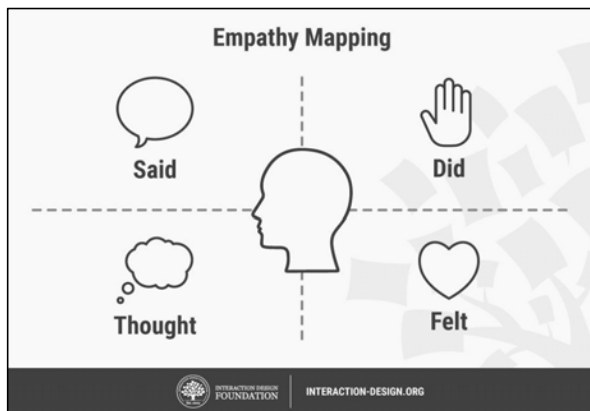 Empathy Mapping
Said
Did
Thought
Felt
INTERACTION DESIGN
FOUNDATION
INTERACTION-DESIGN.ORG